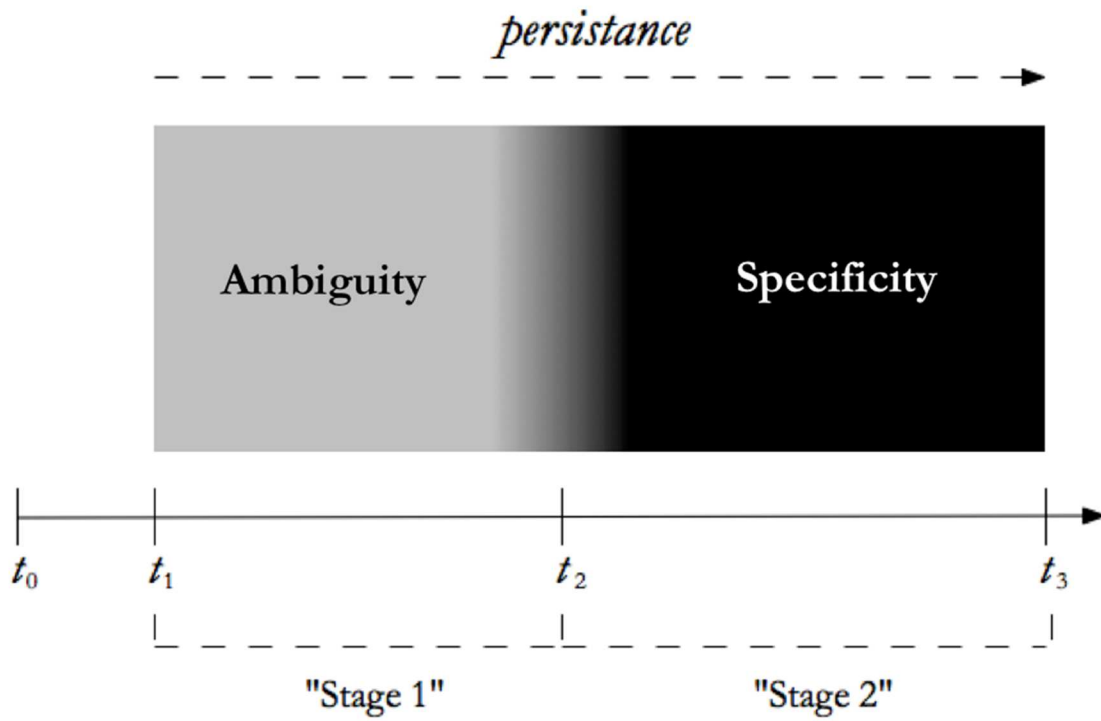 persistance
Ambiguity Specificity
t₀ t₁ t₂ t₃
"Stage 1" "Stage 2"